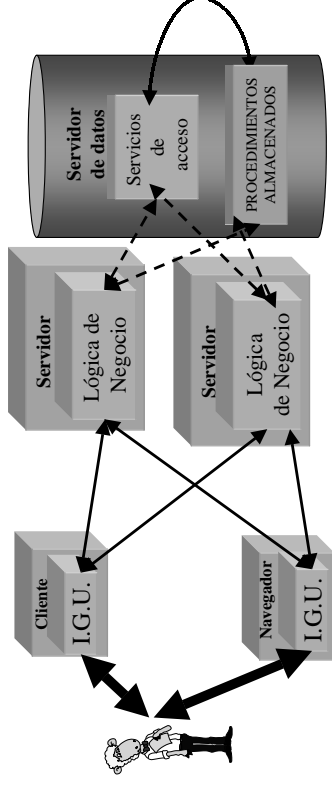 Cliente
I.G.U.
Navegador
I.G.U.
Servidor
Lógica de
Negocio
Servidor
Lógica
de Negocio
Servidor
de datos
Servicios
de
acceso
PROCEDIMIENTOS
ALMACENADOS